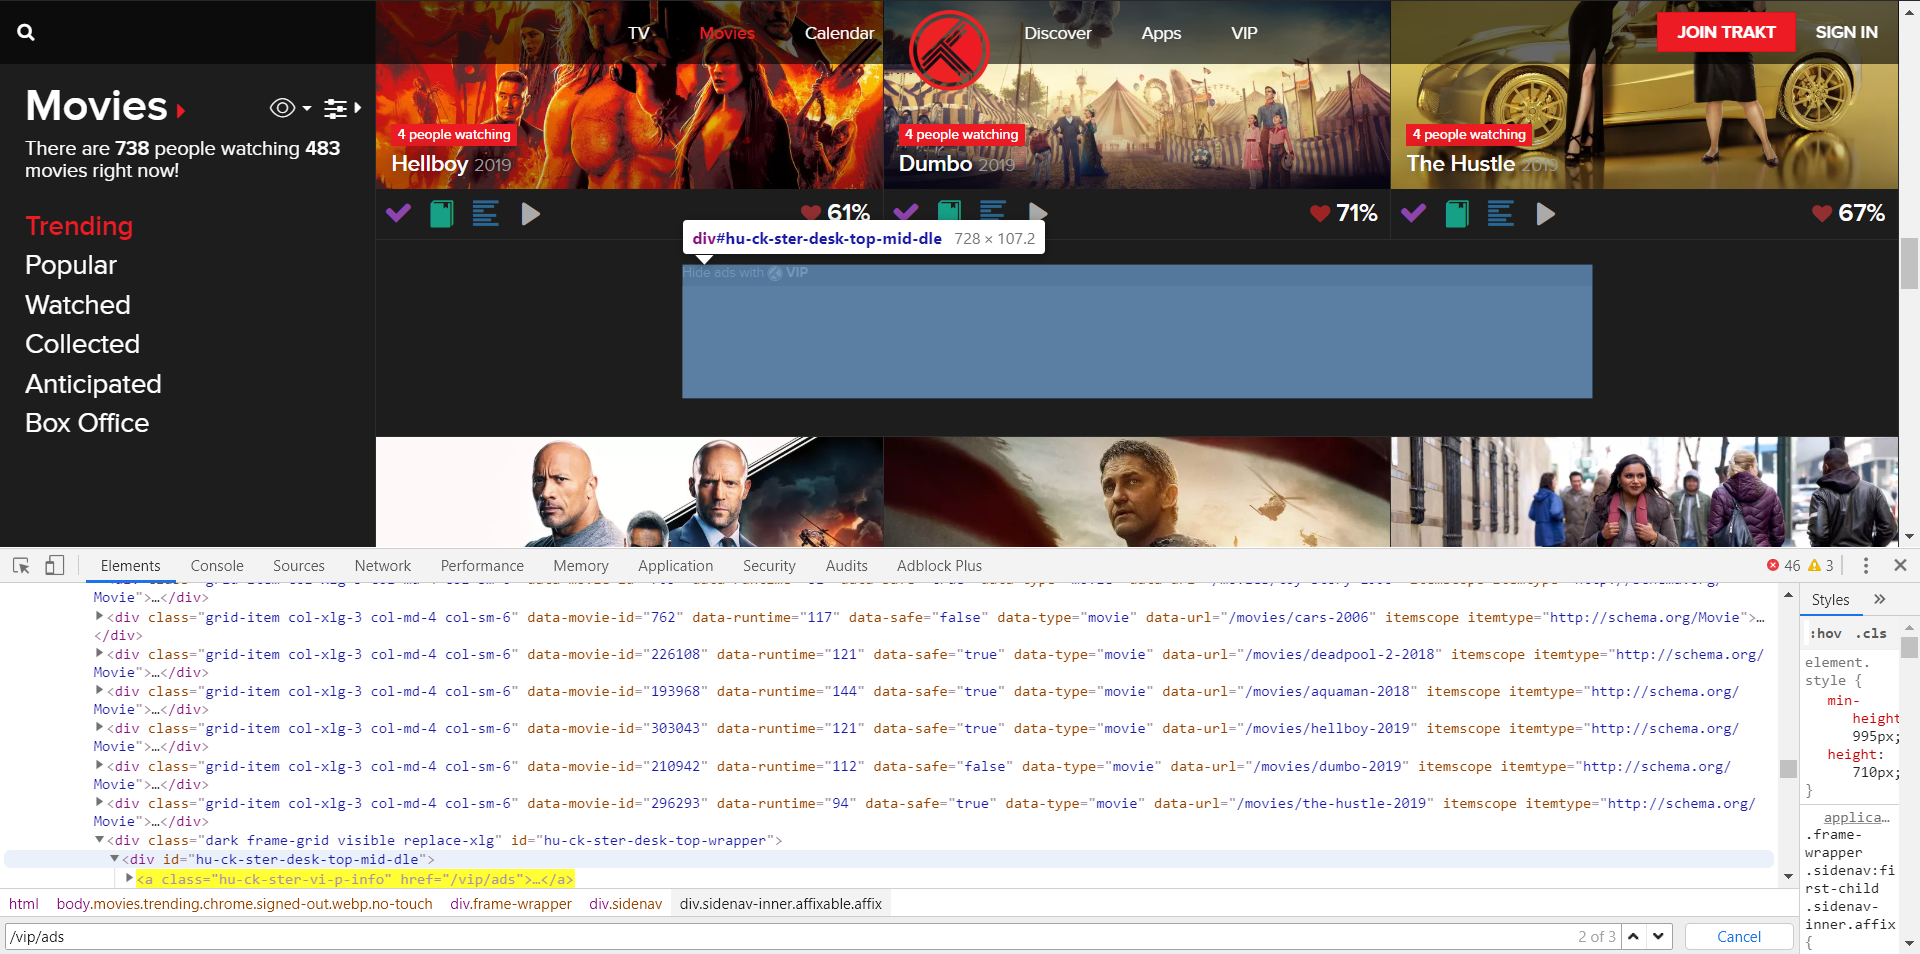 TV
Movies
Calendar
Discover
Apps
VIP
JOIN TRAKT
SIGN IN
Movies
There are 738 people watching 483
movies right now!
Trending
Popular
Watched
Collected
Anticipated
Box Office
4 people watching
Hellboy 2019
61%
4 people watching
Dumbo 2019
71%
4 people watching
The Hustle 2019
67%
div#hu-ck-ster-desk-top-mid-dle 728 × 107.2
Hide ads with VIP
Elements Console Sources Network Performance Memory Application Security Audits Adblock Plus
46 3
Movie">…</div>
<div class="grid-item col-xlg-3 col-md-4 col-sm-6" data-movie-id="762" data-runtime="117" data-safe="false" data-type="movie" data-url="/movies/cars-2006" itemscope itemtype="http://schema.org/Movie">…
</div>
<div class="grid-item col-xlg-3 col-md-4 col-sm-6" data-movie-id="226108" data-runtime="121" data-safe="true" data-type="movie" data-url="/movies/deadpool-2-2018" itemscope itemtype="http://schema.org/
Movie">…</div>
<div class="grid-item col-xlg-3 col-md-4 col-sm-6" data-movie-id="193968" data-runtime="144" data-safe="true" data-type="movie" data-url="/movies/aquaman-2018" itemscope itemtype="http://schema.org/
Movie">…</div>
<div class="grid-item col-xlg-3 col-md-4 col-sm-6" data-movie-id="303043" data-runtime="121" data-safe="true" data-type="movie" data-url="/movies/hellboy-2019" itemscope itemtype="http://schema.org/
Movie">…</div>
<div class="grid-item col-xlg-3 col-md-4 col-sm-6" data-movie-id="210942" data-runtime="112" data-safe="false" data-type="movie" data-url="/movies/dumbo-2019" itemscope itemtype="http://schema.org/
Movie">…</div>
<div class="grid-item col-xlg-3 col-md-4 col-sm-6" data-movie-id="296293" data-runtime="94" data-safe="true" data-type="movie" data-url="/movies/the-hustle-2019" itemscope itemtype="http://schema.org/
Movie">…</div>
<div class="dark frame-grid visible replace-xlg" id="hu-ck-ster-desk-top-wrapper">
<div id="hu-ck-ster-desk-top-mid-dle">
<a class="hu-ck-ster-vi-p-info" href="/vip/ads">…</a>
html body.movies.trending.chrome.signed-out.webp.no-touch div.frame-wrapper div.sidenav div.sidenav-inner.affixable.affix
/vip/ads
2 of 3
Cancel
Styles »
:hov .cls
element.
style {
min-
height
995px;
height:
710px;
}
applica…
.frame-
wrapper
.sidenav:fi
rst-child
.sidenav-
inner.affix
{